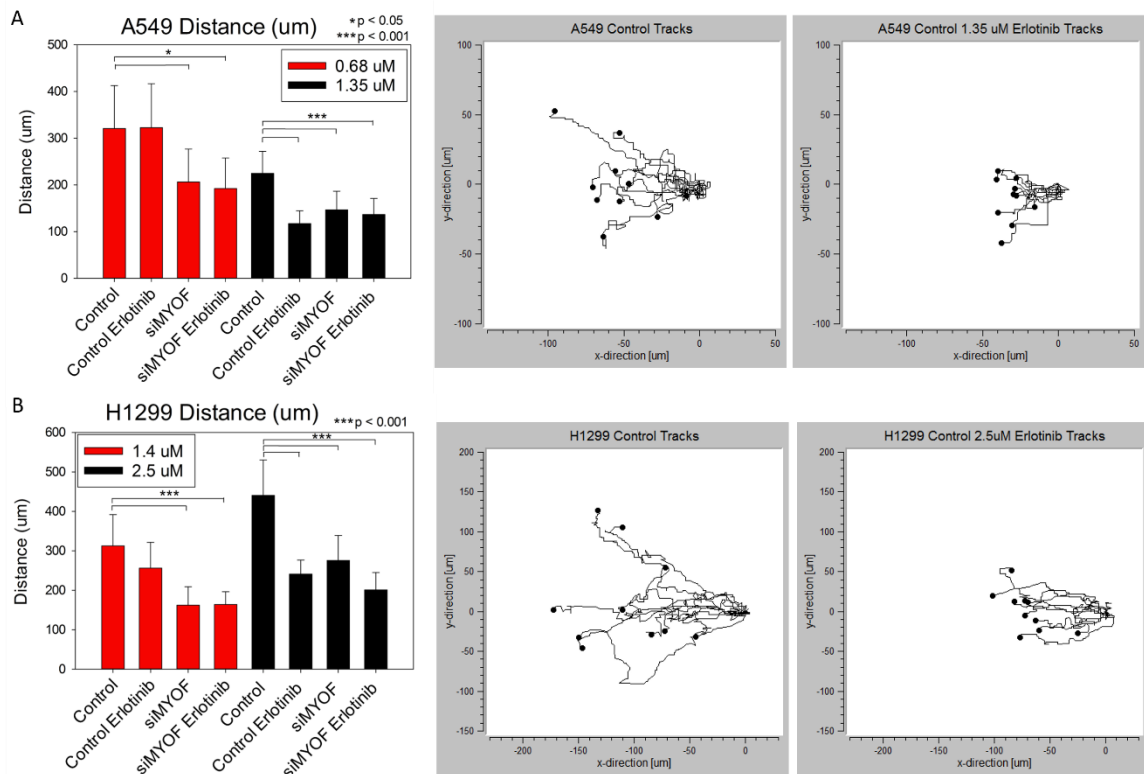 A
A549 Distance (um)
*p < 0.05
***p < 0.001
0.68 uM
1.35 uM
*
***
Distance (um)
500
400
300
200
100
0
Control
Control Erlotinib
siMYOF
siMYOF Erlotinib
Control
Control Erlotinib
siMYOF
siMYOF Erlotinib
A549 Control Tracks
y-direction [um]
100
50
0
-50
-100
-100 -50 0 50
x-direction [um]
A549 Control 1.35 uM Erlotinib Tracks
y-direction [um]
100
50
0
-50
-100
-100 -50 0 50
x-direction [um]
B
H1299 Distance (um)
***p < 0.001
1.4 uM
2.5 uM
***
***
Distance (um)
600
500
400
300
200
100
0
Control
Control Erlotinib
siMYOF
siMYOF Erlotinib
Control
Control Erlotinib
siMYOF
siMYOF Erlotinib
H1299 Control Tracks
y-direction [um]
200
150
100
50
0
-50
-100
-150
-200 -150 -100 -50 0
x-direction [um]
H1299 Control 2.5uM Erlotinib Tracks
y-direction [um]
200
150
100
50
0
-50
-100
-150
-200 -150 -100 -50 0
x-direction [um]